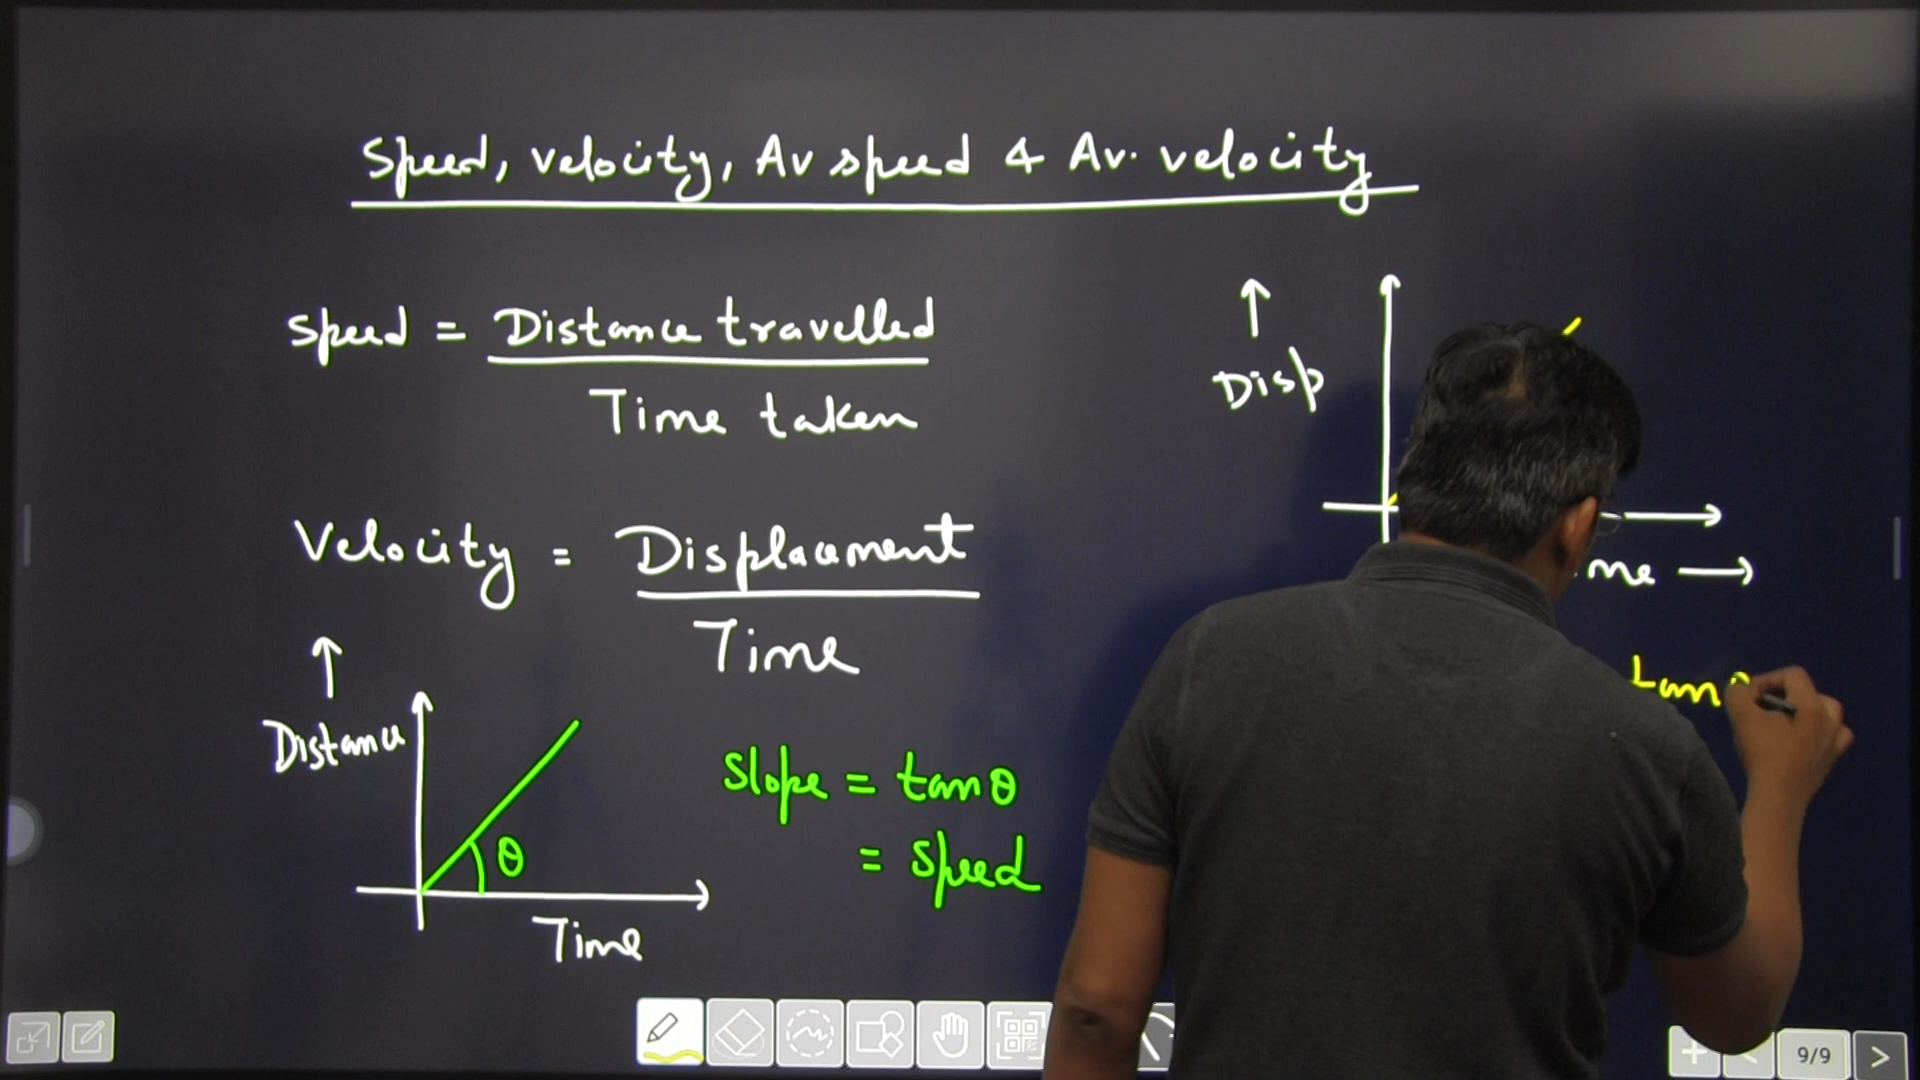 Speed, velocity, Av speed & Av. velocity
Speed = Distance travelled
Time taken
Velocity = Displacement
Time
↑
Distance
θ
Time
Slope = tanθ
= Speed
↑
Disp
→
tan
9/9